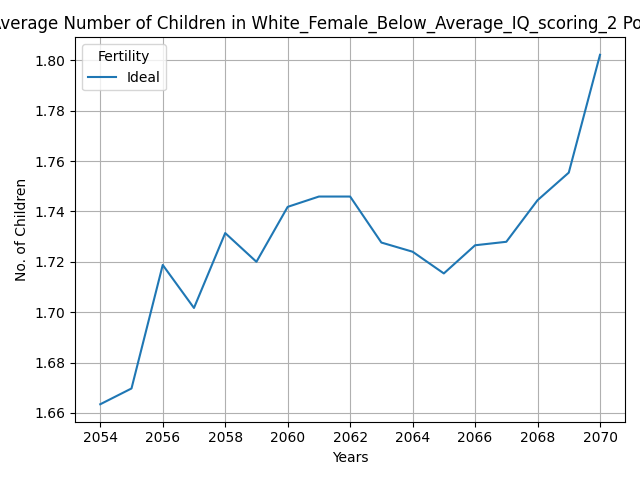 Average Number of Children in White_Female_Below_Average_IQ_scoring_2 Po
Fertility
Ideal
1.80
1.78
1.76
1.74
1.72
1.70
1.68
1.66
No. of Children
2054 2056 2058 2060 2062 2064 2066 2068 2070
Years